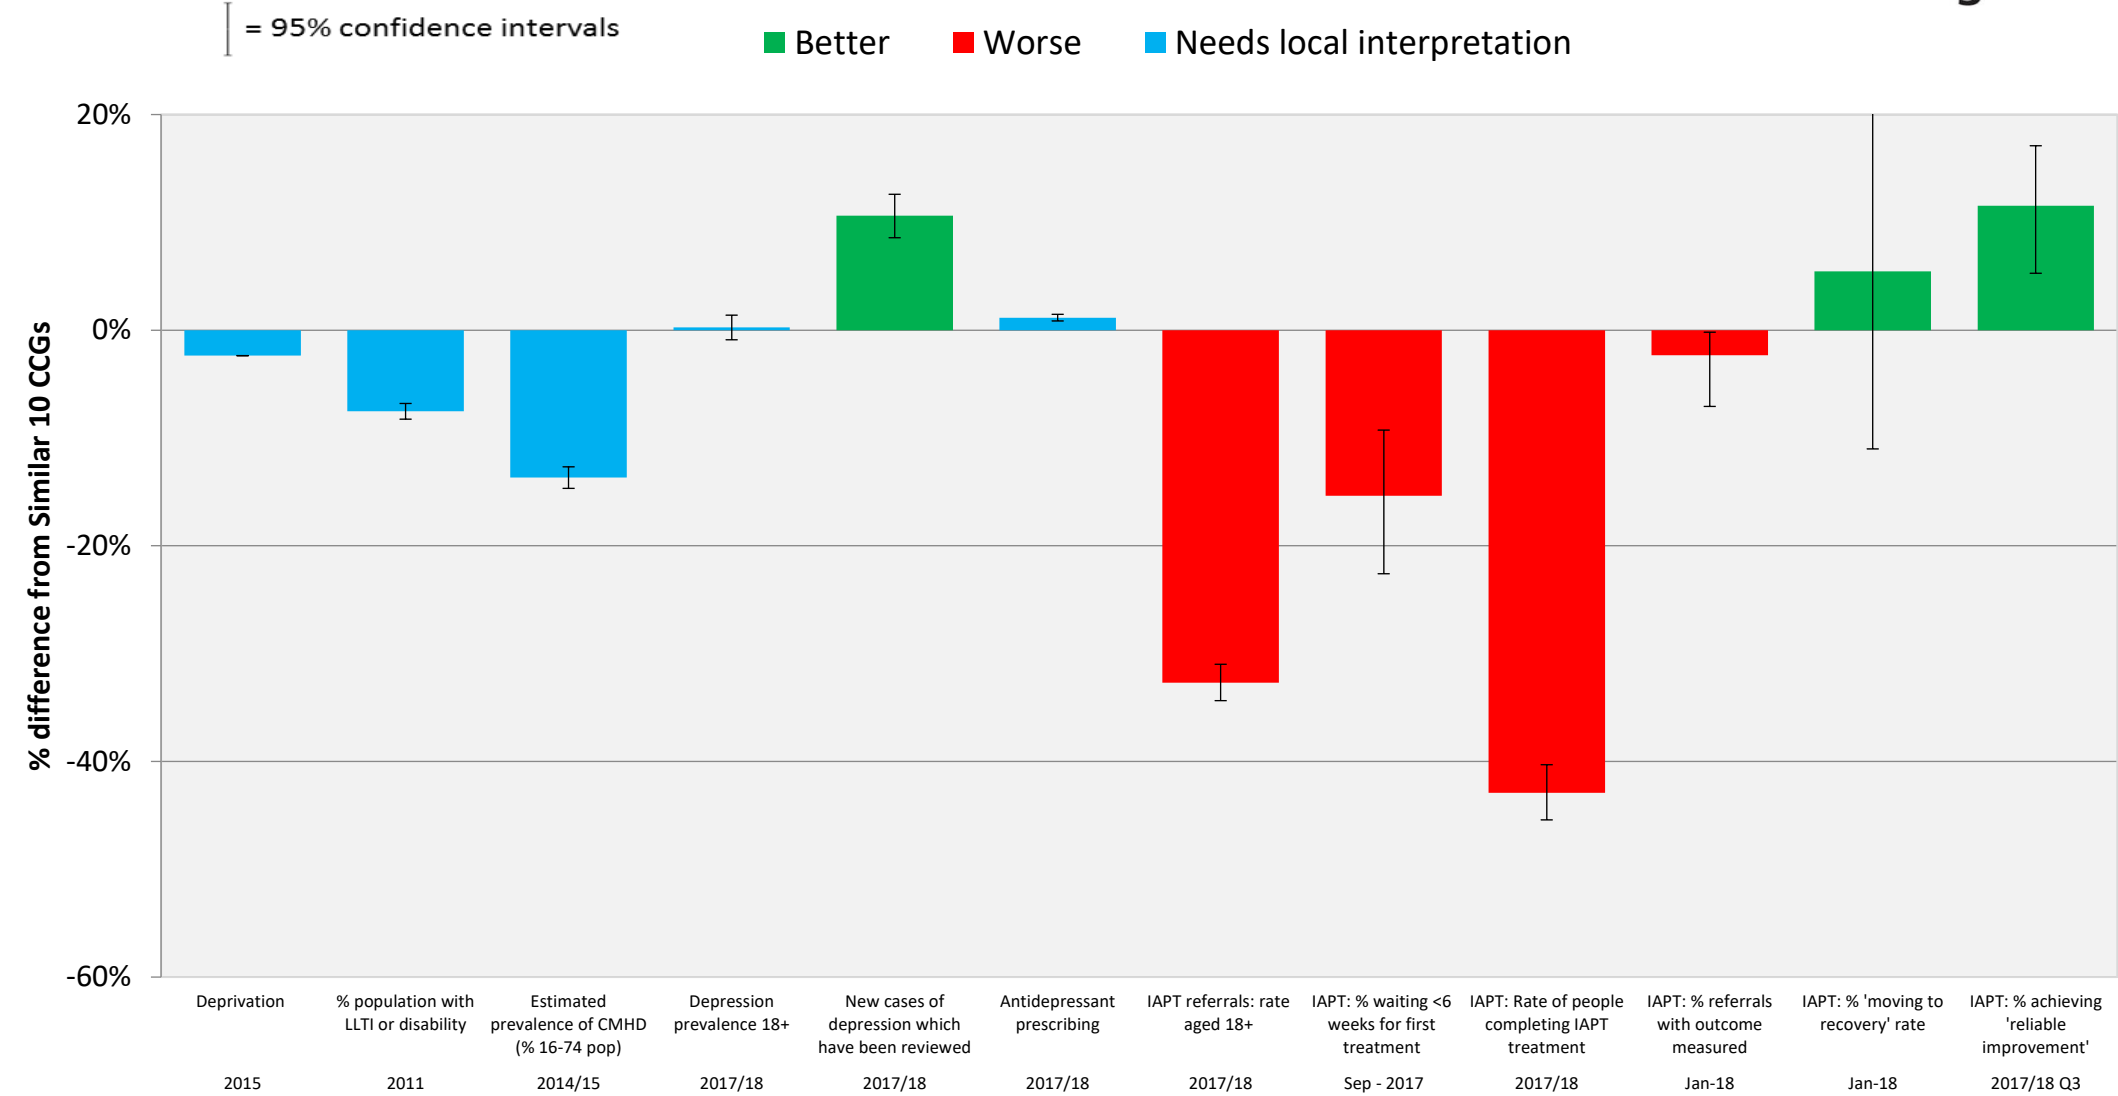 = 95% confidence intervals
Better
Worse
Needs local interpretation
% difference from Similar 10 CCGs
20%
0%
-20%
-40%
-60%
Deprivation
2015
% population with
LLTI or disability
2011
Estimated
prevalence of CMHD
(% 16-74 pop)
2014/15
Depression
prevalence 18+
2017/18
New cases of
depression which
have been reviewed
2017/18
Antidepressant
prescribing
2017/18
IAPT referrals: rate
aged 18+
2017/18
IAPT: % waiting <6
weeks for first
treatment
Sep - 2017
IAPT: Rate of people
completing IAPT
treatment
2017/18
IAPT: % referrals
with outcome
measured
Jan-18
IAPT: % 'moving to
recovery' rate
Jan-18
IAPT: % achieving
'reliable
improvement'
2017/18 Q3